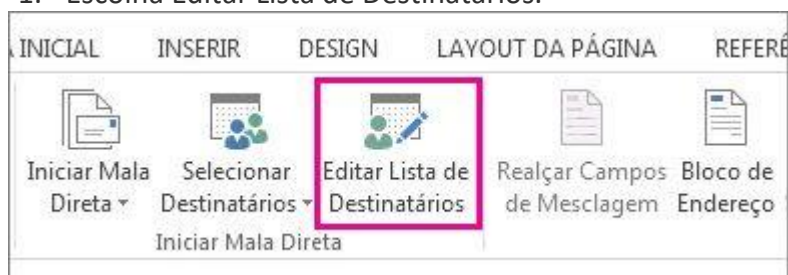 1. Escolha Editar Lista de Destinatários.
A INICIAL INSERIR DESIGN LAYOUT DA PÁGINA REFERÊ
Iniciar Mala Direta
Selecionar Destinatários
Editar Lista de Destinatários
Realçar Campos de Mesclagem
Bloco de Endereço
Iniciar Mala Direta